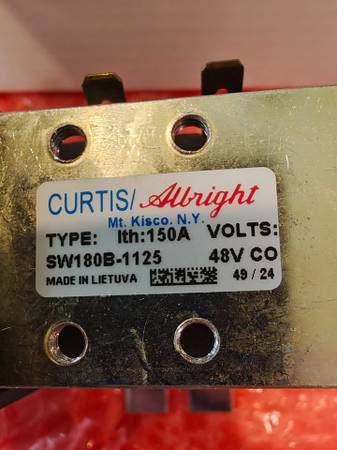 CURTIS/ Albright
Mt. Kisco. N.Y.
TYPE: Ith:150A VOLTS:
SW180B-1125 48V CO
MADE IN LIETUVA 49 / 24